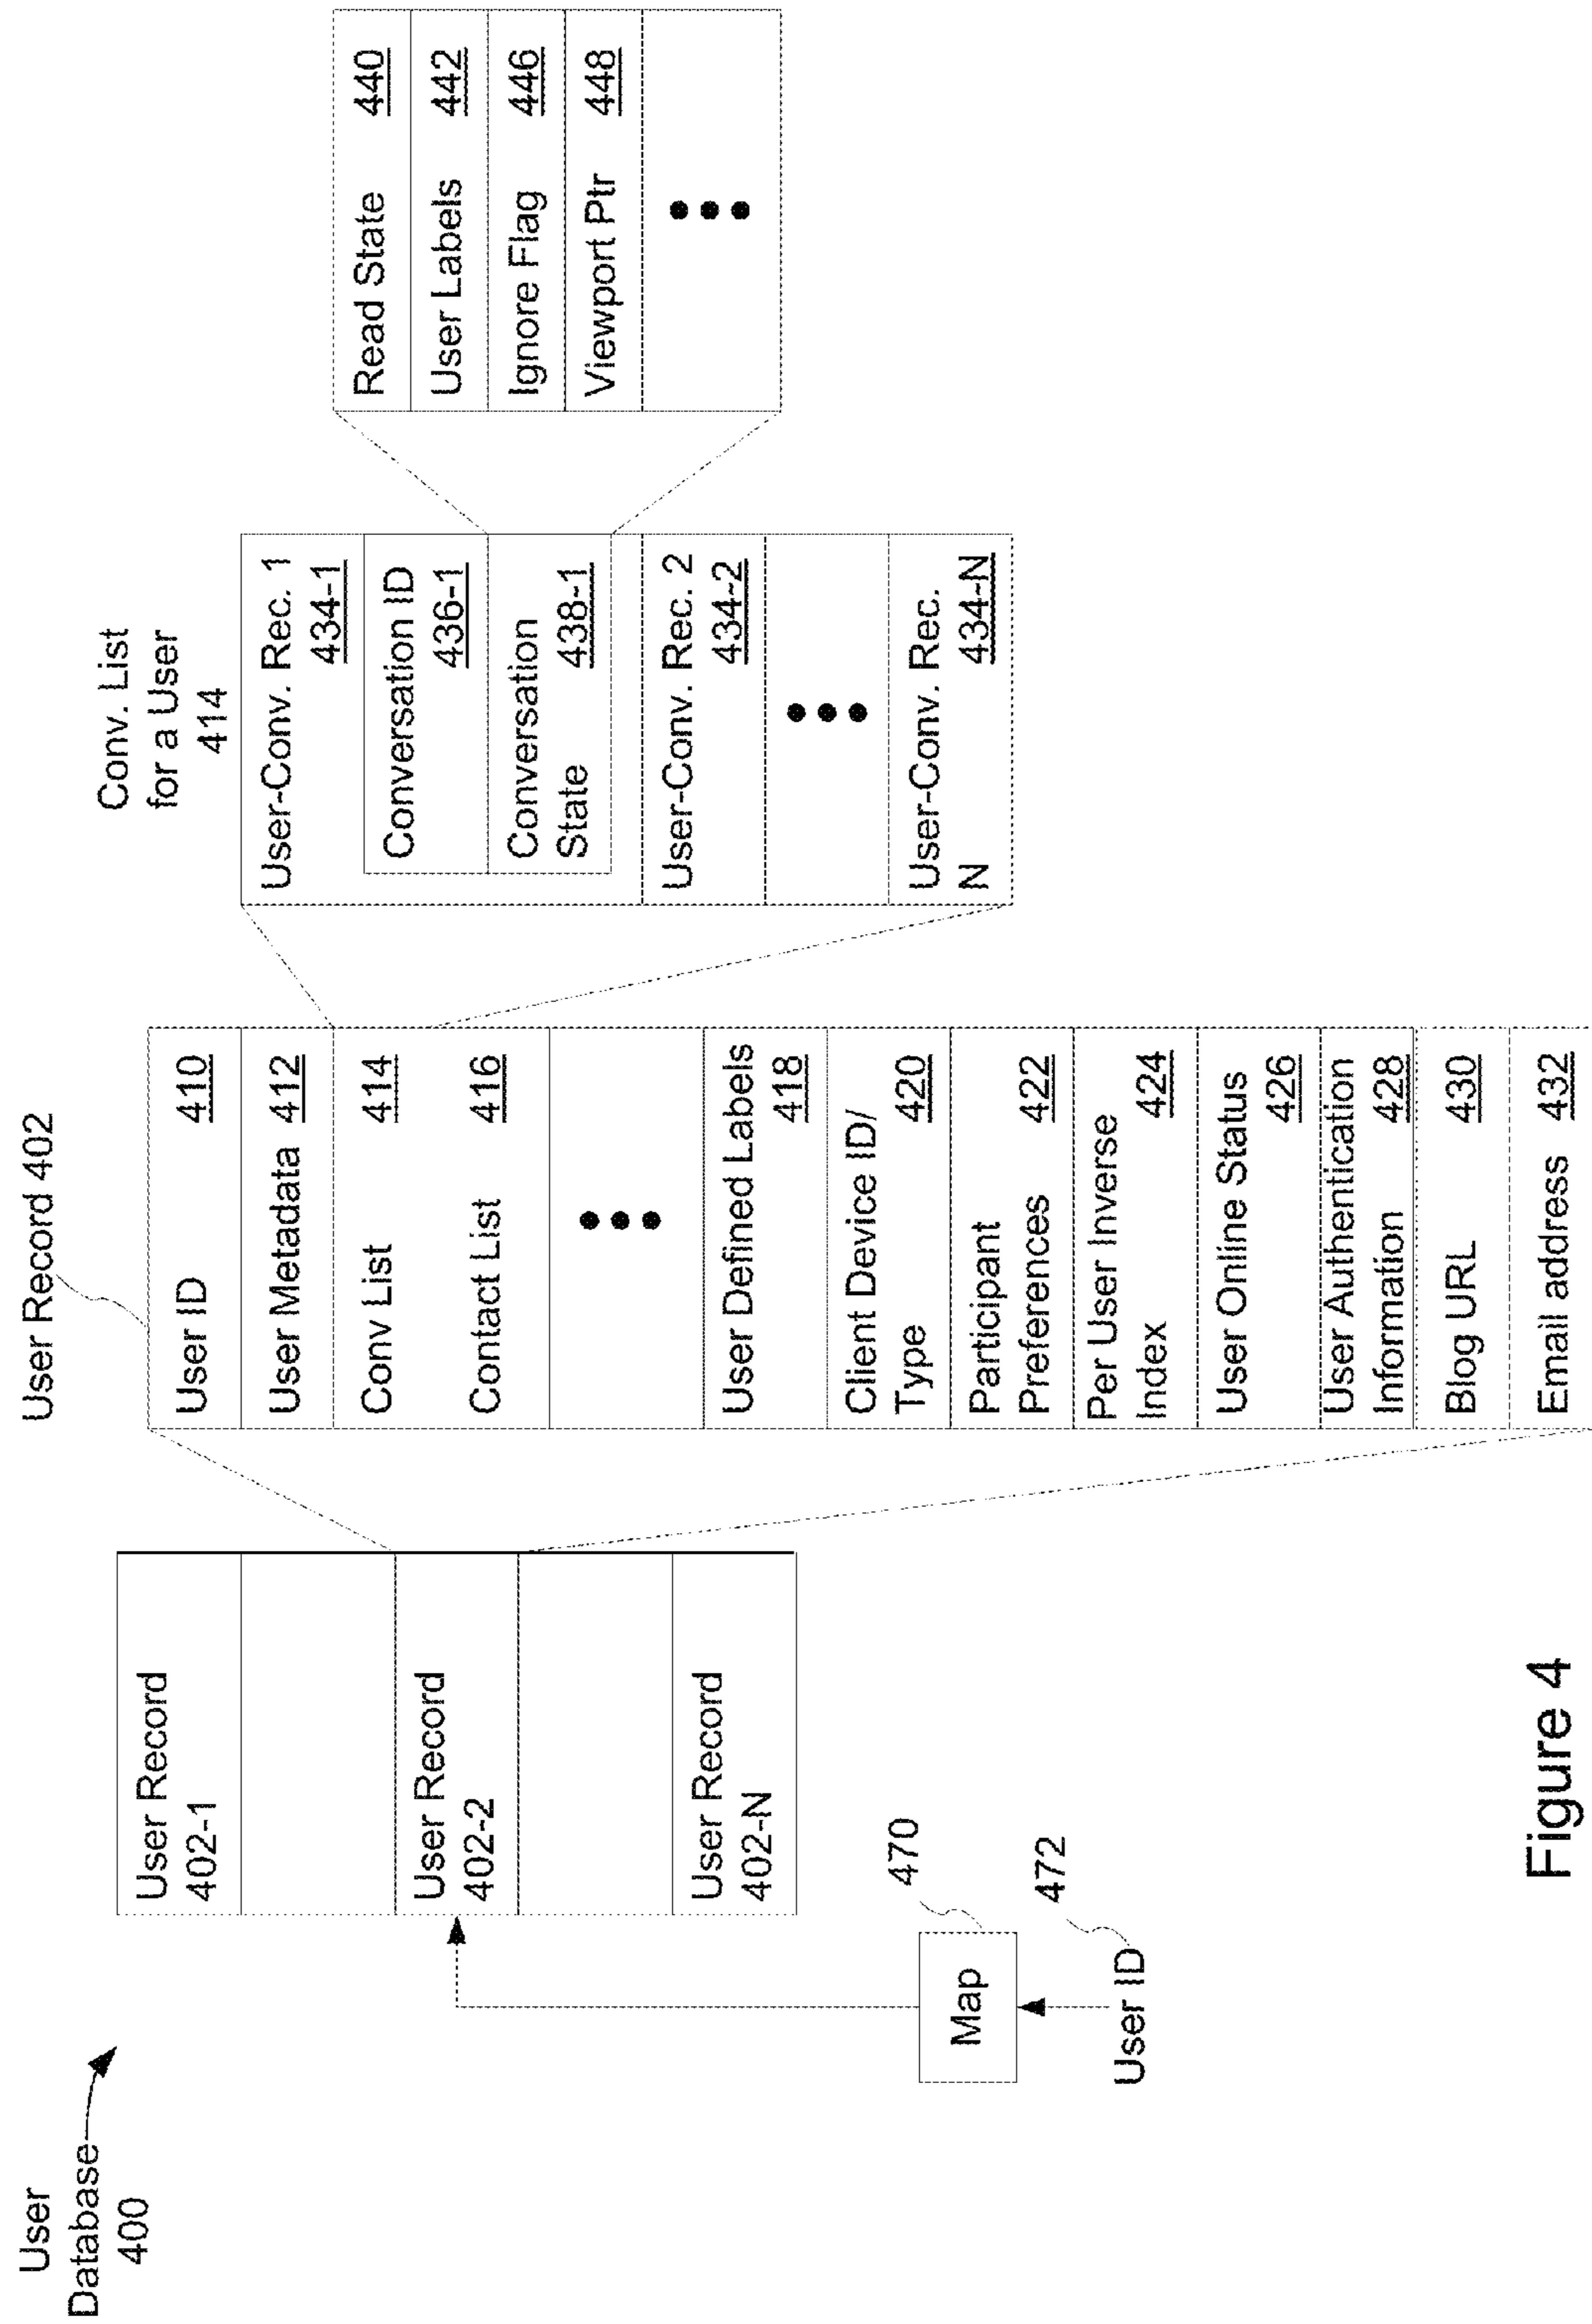 User
Database
400
User Record
402-1
User Record
402-2
User Record
402-N
Map
470
User ID
472
User Record 402
User ID 410
User Metadata 412
Conv List 414
Contact List 416
User Defined Labels
418
Client Device ID/
Type 420
Participant
Preferences 422
Per User Inverse
Index 424
User Online Status
426
User Authentication
Information 428
Blog URL 430
Email address 432
Conv. List
for a User
414
User-Conv. Rec. 1
434-1
Conversation ID
436-1
Conversation
State 438-1
User-Conv. Rec. 2
434-2
User-Conv. Rec.
N 434-N
Read State 440
User Labels 442
Ignore Flag 446
Viewport Ptr 448
Figure 4